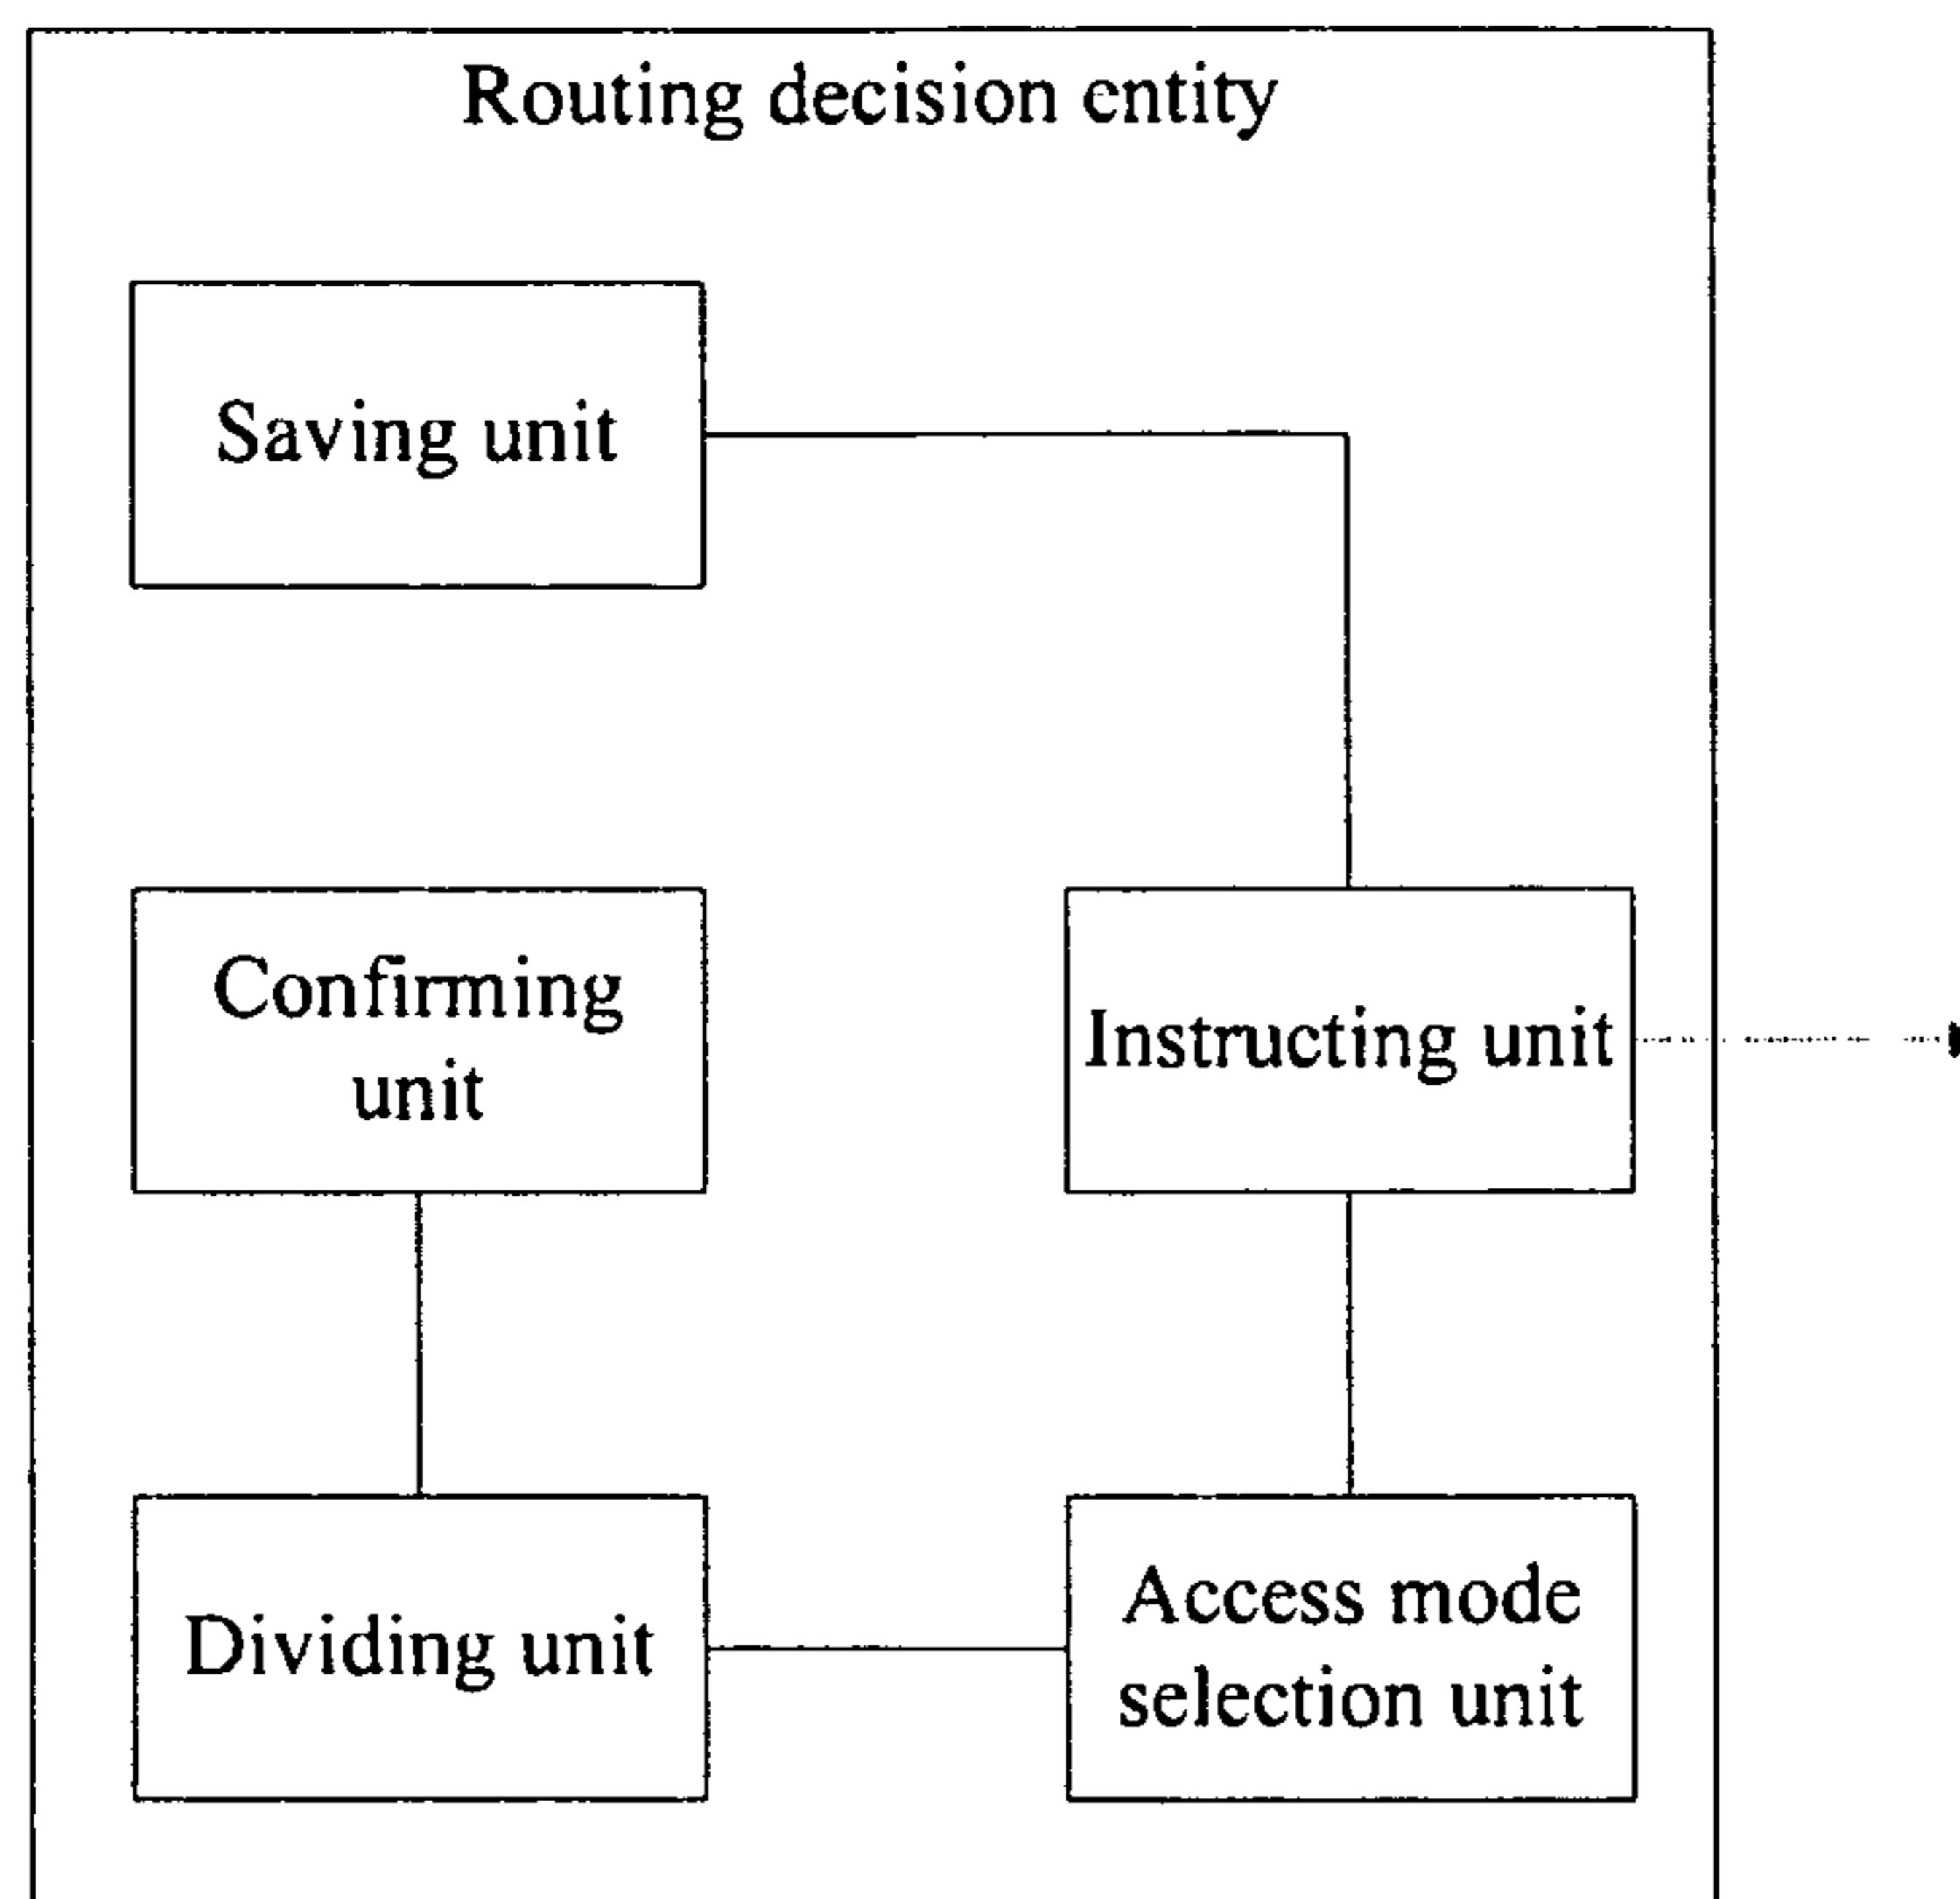 Routing decision entity
Saving unit
Confirming
unit
Instructing unit
Dividing unit
Access mode
selection unit